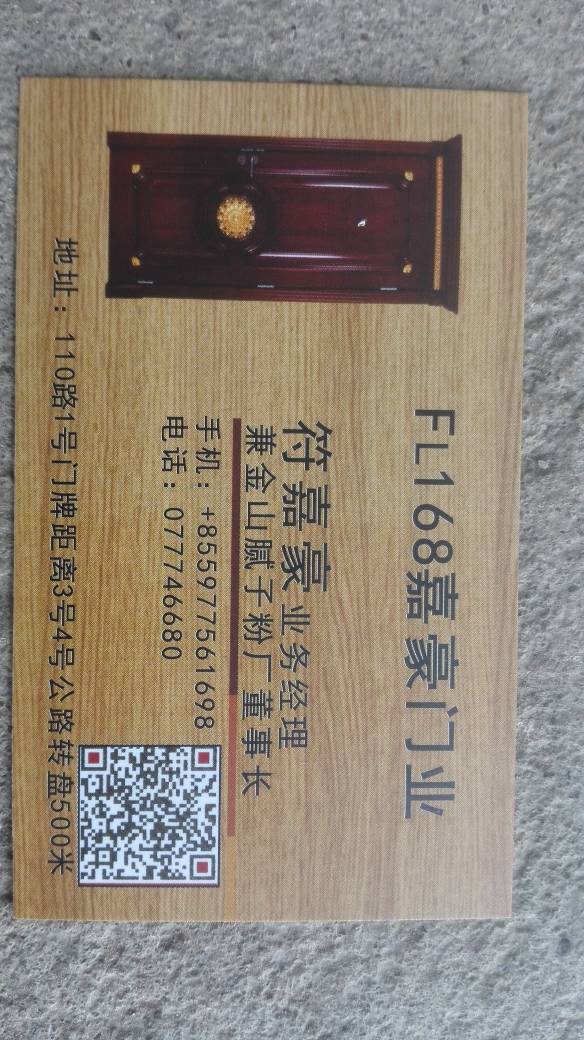 FL168嘉豪门业
符嘉豪 业务经理
兼金山腻子粉厂董事长
手机：+855977561698
电话：077746680
地址：110路1号门牌距离3号4号公路转盘500米